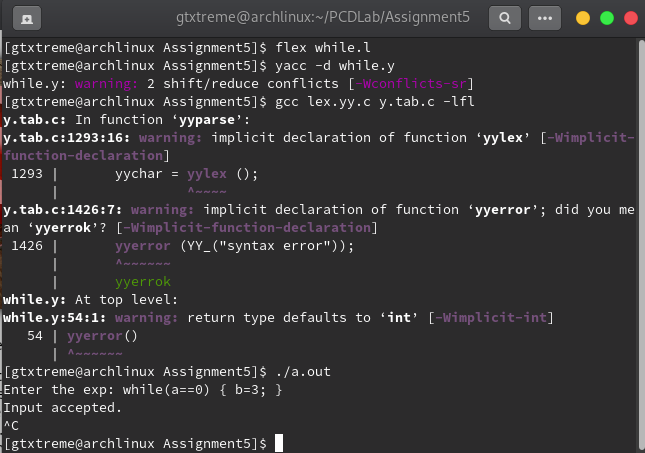 gtxtreme@archlinux:~/PCDLab/Assignment5
[gtxtreme@archlinux Assignment5]$ flex while.l
[gtxtreme@archlinux Assignment5]$ yacc -d while.y
while.y: warning: 2 shift/reduce conflicts [-Wconflicts-sr]
[gtxtreme@archlinux Assignment5]$ gcc lex.yy.c y.tab.c -lfl
y.tab.c: In function ‘yyparse’:
y.tab.c:1293:16: warning: implicit declaration of function ‘yylex’ [-Wimplicit-
function-declaration]
 1293 |       yychar = yylex ();
      |                ^~~~~
y.tab.c:1426:7: warning: implicit declaration of function ‘yyerror’; did you me
an ‘yyerrok’? [-Wimplicit-function-declaration]
 1426 |       yyerror (YY_("syntax error"));
      |       ^~~~~~~
      |       yyerrok
while.y: At top level:
while.y:54:1: warning: return type defaults to ‘int’ [-Wimplicit-int]
   54 | yyerror()
      | ^~~~~~~
[gtxtreme@archlinux Assignment5]$ ./a.out
Enter the exp: while(a==0) { b=3; }
Input accepted.
^C
[gtxtreme@archlinux Assignment5]$